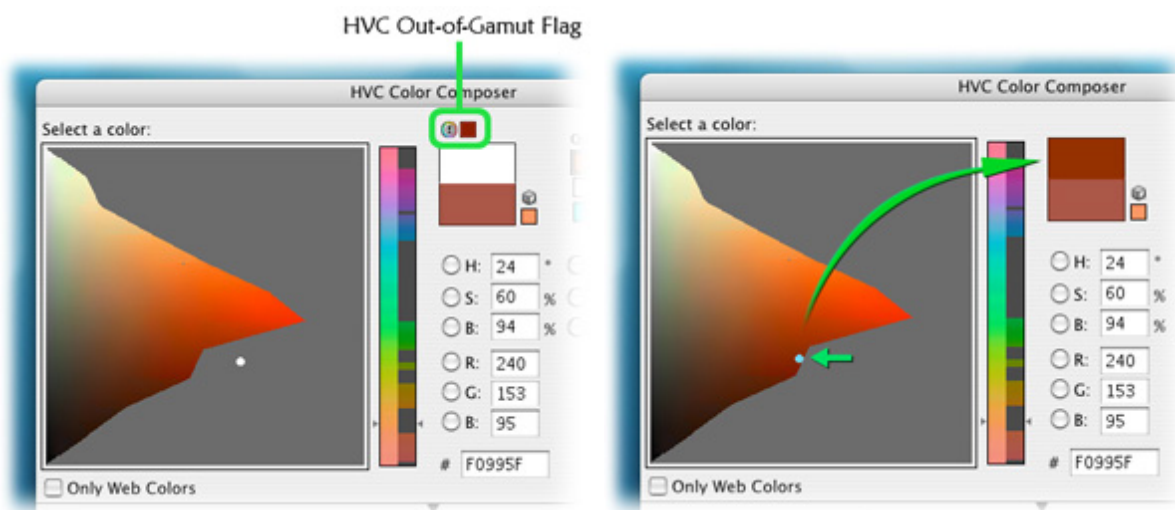 HVC Out-of-Gamut Flag
HVC Color Composer
Select a color:
H: 24 °
S: 60 %
B: 94 %
R: 240
G: 153
B: 95
# F0995F
Only Web Colors
HVC Color Composer
Select a color:
H: 24 °
S: 60 %
B: 94 %
R: 240
G: 153
B: 95
# F0995F
Only Web Colors